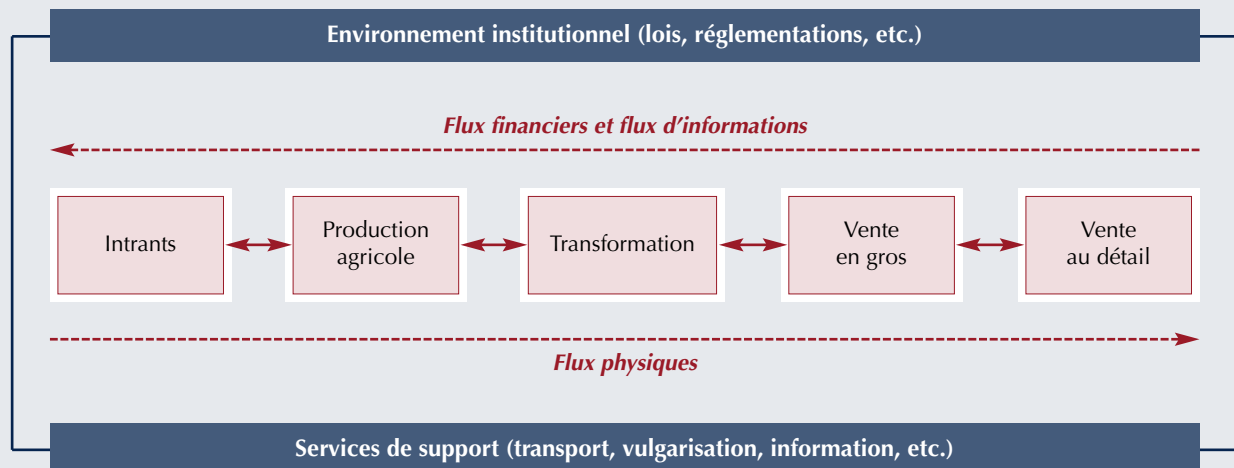 Environnement institutionnel (lois, réglementations, etc.)
Flux financiers et flux d’informations
Intrants
Production
agricole
Transformation
Vente
en gros
Vente
au détail
Flux physiques
Services de support (transport, vulgarisation, information, etc.)